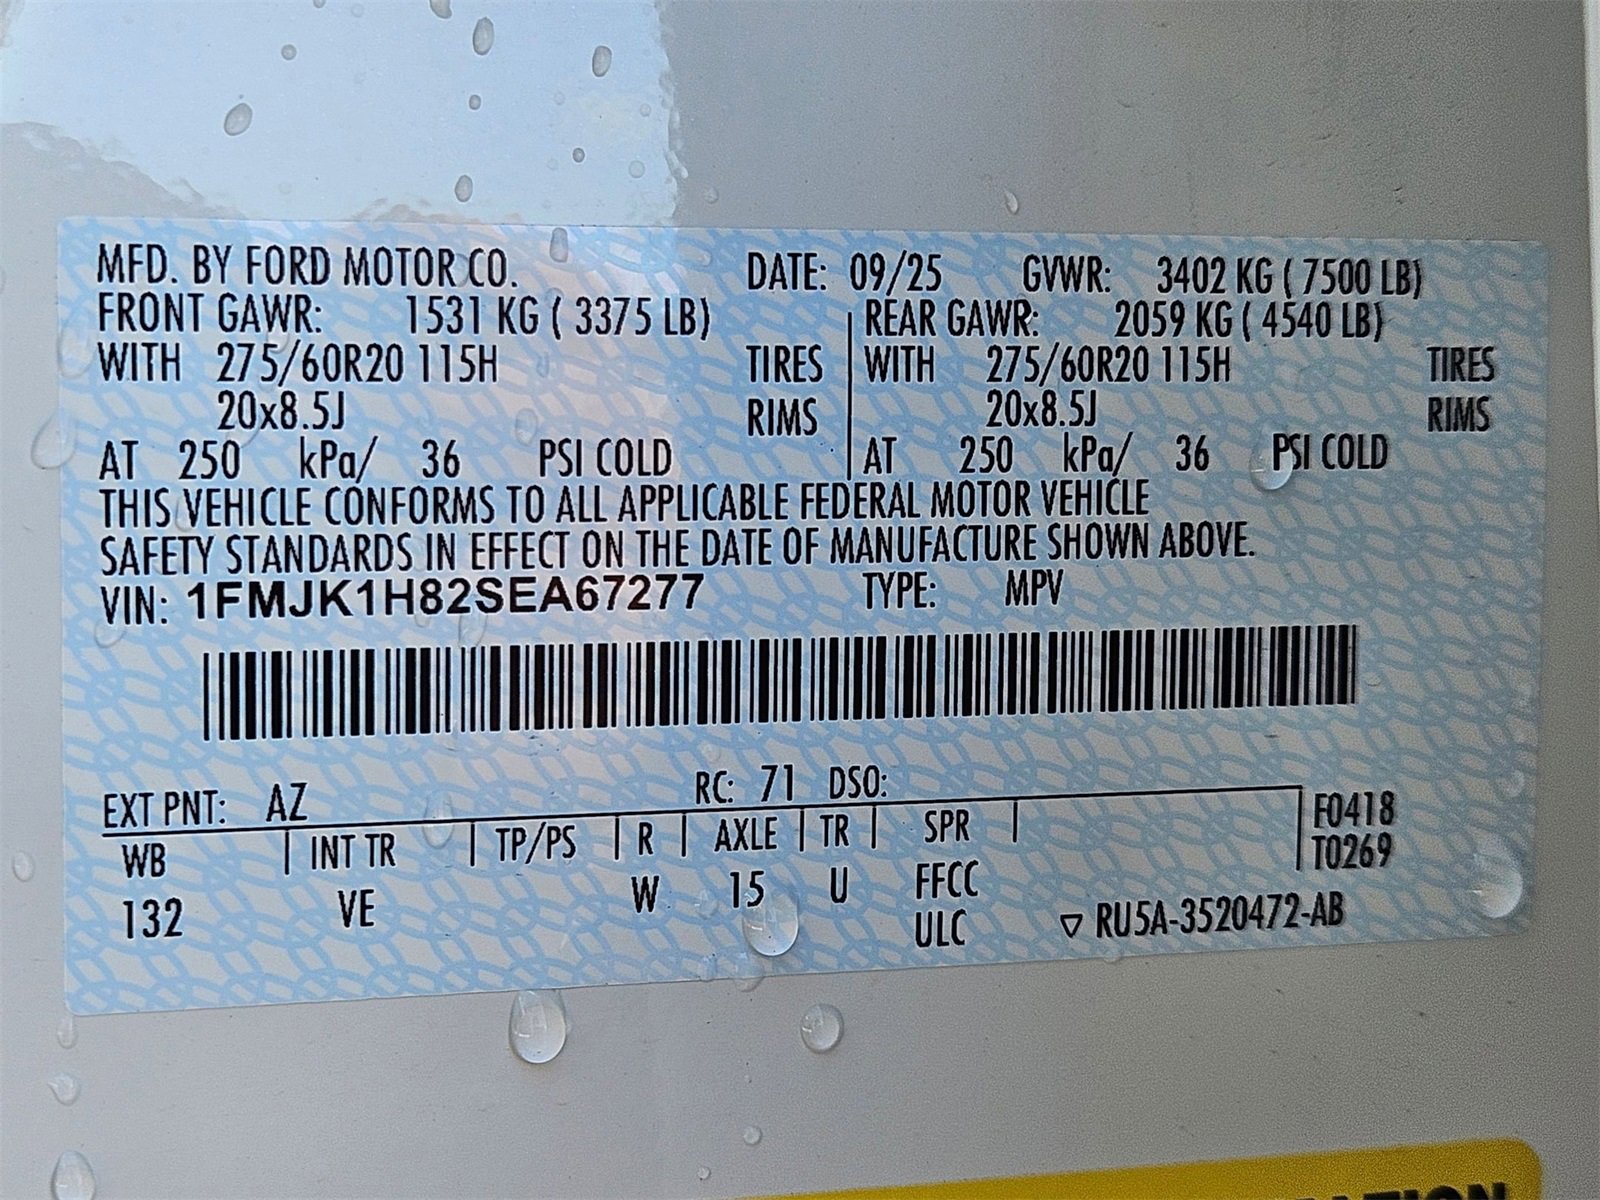 MFD. BY FORD MOTOR CO. DATE: 09/25 GVWR: 3402 KG ( 7500 LB)
FRONT GAWR: 1531 KG ( 3375 LB) REAR GAWR: 2059 KG ( 4540 LB)
WITH 275/60R20 115H TIRES WITH 275/60R20 115H TIRES
20x8.5J RIMS 20x8.5J RIMS
AT 250 kPa/ 36 PSI COLD AT 250 kPa/ 36 PSI COLD
THIS VEHICLE CONFORMS TO ALL APPLICABLE FEDERAL MOTOR VEHICLE
SAFETY STANDARDS IN EFFECT ON THE DATE OF MANUFACTURE SHOWN ABOVE.
VIN: 1FMJK1H82SEA67277 TYPE: MPV
EXT PNT: AZ RC: 71 DSO:
WB INT TR TP/PS R AXLE TR SPR F0418
T0269
132 VE W 15 U FFCC
ULC ▽ RU5A-3520472-AB